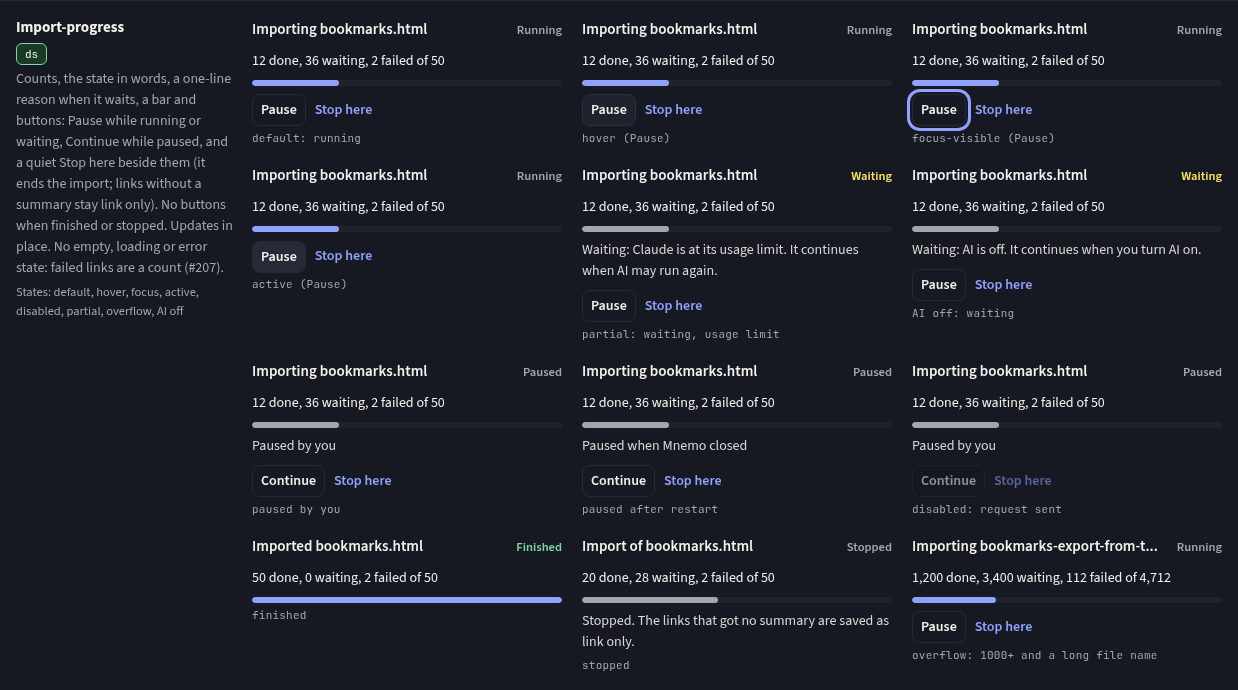 Import-progress
ds
Counts, the state in words, a one-line
reason when it waits, a bar and
buttons: Pause while running or
waiting, Continue while paused, and
a quiet Stop here beside them (it
ends the import; links without a
summary stay link only). No buttons
when finished or stopped. Updates in
place. No empty, loading or error
state: failed links are a count (#207).
States: default, hover, focus, active,
disabled, partial, overflow, AI off
Importing bookmarks.html
Running
12 done, 36 waiting, 2 failed of 50
Pause
Stop here
default: running
Importing bookmarks.html
Running
12 done, 36 waiting, 2 failed of 50
Pause
Stop here
hover (Pause)
Importing bookmarks.html
Running
12 done, 36 waiting, 2 failed of 50
Pause
Stop here
focus-visible (Pause)
Importing bookmarks.html
Running
12 done, 36 waiting, 2 failed of 50
Pause
Stop here
active (Pause)
Importing bookmarks.html
Waiting
12 done, 36 waiting, 2 failed of 50
Waiting: Claude is at its usage limit. It continues
when AI may run again.
Pause
Stop here
partial: waiting, usage limit
Importing bookmarks.html
Waiting
12 done, 36 waiting, 2 failed of 50
Waiting: AI is off. It continues when you turn AI on.
Pause
Stop here
AI off: waiting
Importing bookmarks.html
Paused
12 done, 36 waiting, 2 failed of 50
Paused by you
Continue
Stop here
paused by you
Importing bookmarks.html
Paused
12 done, 36 waiting, 2 failed of 50
Paused when Mnemo closed
Continue
Stop here
paused after restart
Importing bookmarks.html
Paused
12 done, 36 waiting, 2 failed of 50
Paused by you
Continue
Stop here
disabled: request sent
Imported bookmarks.html
Finished
50 done, 0 waiting, 2 failed of 50
finished
Import of bookmarks.html
Stopped
20 done, 28 waiting, 2 failed of 50
Stopped. The links that got no summary are saved as
link only.
stopped
Importing bookmarks-export-from-t...
Running
1,200 done, 3,400 waiting, 112 failed of 4,712
Pause
Stop here
overflow: 1000+ and a long file name